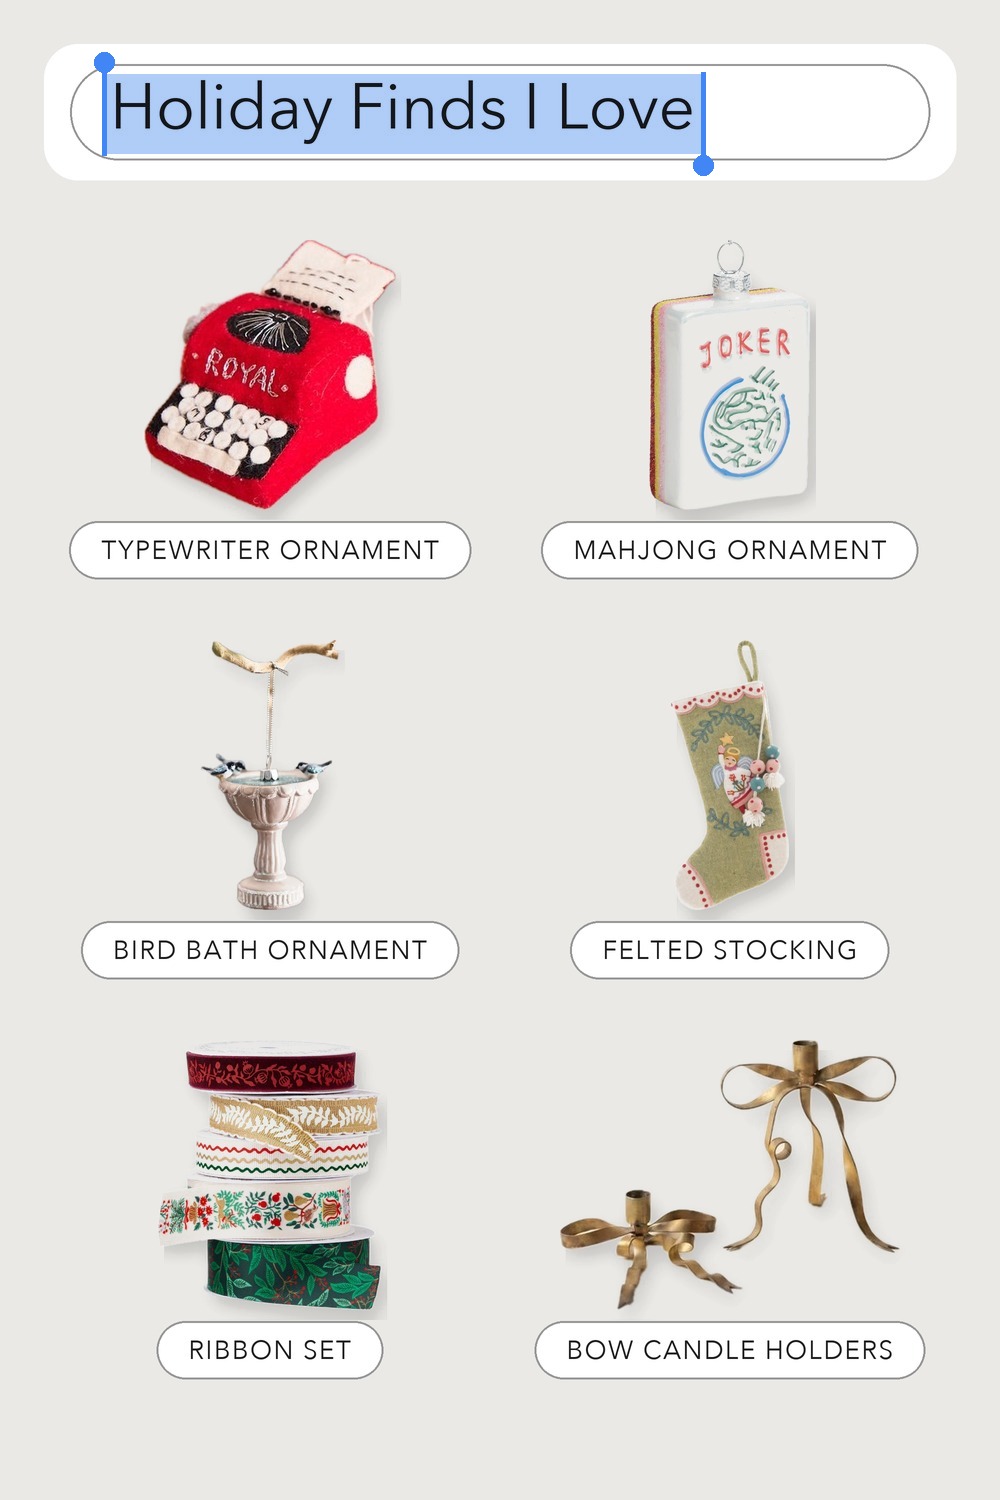 Holiday Finds I Love
ROYAL
JOKER
TYPEWRITER ORNAMENT
MAHJONG ORNAMENT
BIRD BATH ORNAMENT
FELTED STOCKING
RIBBON SET
BOW CANDLE HOLDERS